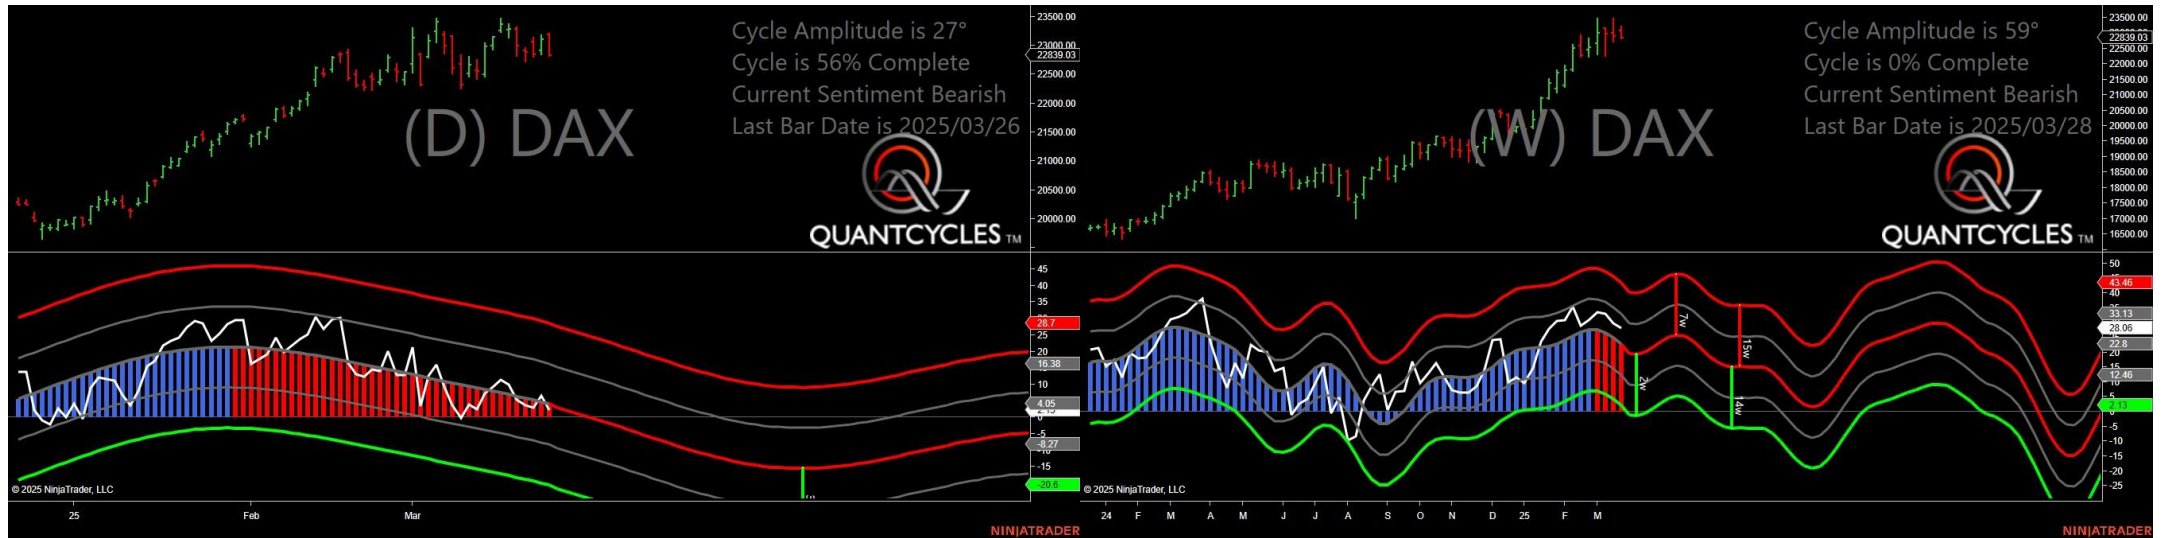 Cycle Amplitude is 27°
Cycle is 56% Complete
Current Sentiment Bearish
Last Bar Date is 2025/03/26
(D) DAX
QUANTCYCLES TM
23500.00
23000.00
22839.03
22500.00
22000.00
21500.00
21000.00
20500.00
20000.00
45
40
35
28.7
25
20
16.38
15
10
4.05
2.13
-5
-8.27
-15
-20.6
© 2025 NinjaTrader, LLC
25 Feb Mar
NINJATRADER
Cycle Amplitude is 59°
Cycle is 0% Complete
Current Sentiment Bearish
Last Bar Date is 2025/03/28
(W) DAX
QUANTCYCLES TM
23500.00
22839.03
22500.00
22000.00
21500.00
21000.00
20500.00
20000.00
19500.00
19000.00
18500.00
18000.00
17500.00
17000.00
16500.00
50
43.46
40
33.13
28.06
22.8
20
15
12.46
2.13
-5
-10
-15
-20
-25
2w
7w
15w
14w
© 2025 NinjaTrader, LLC
24 F M A M J J A S O N D 25 F M
NINJATRADER